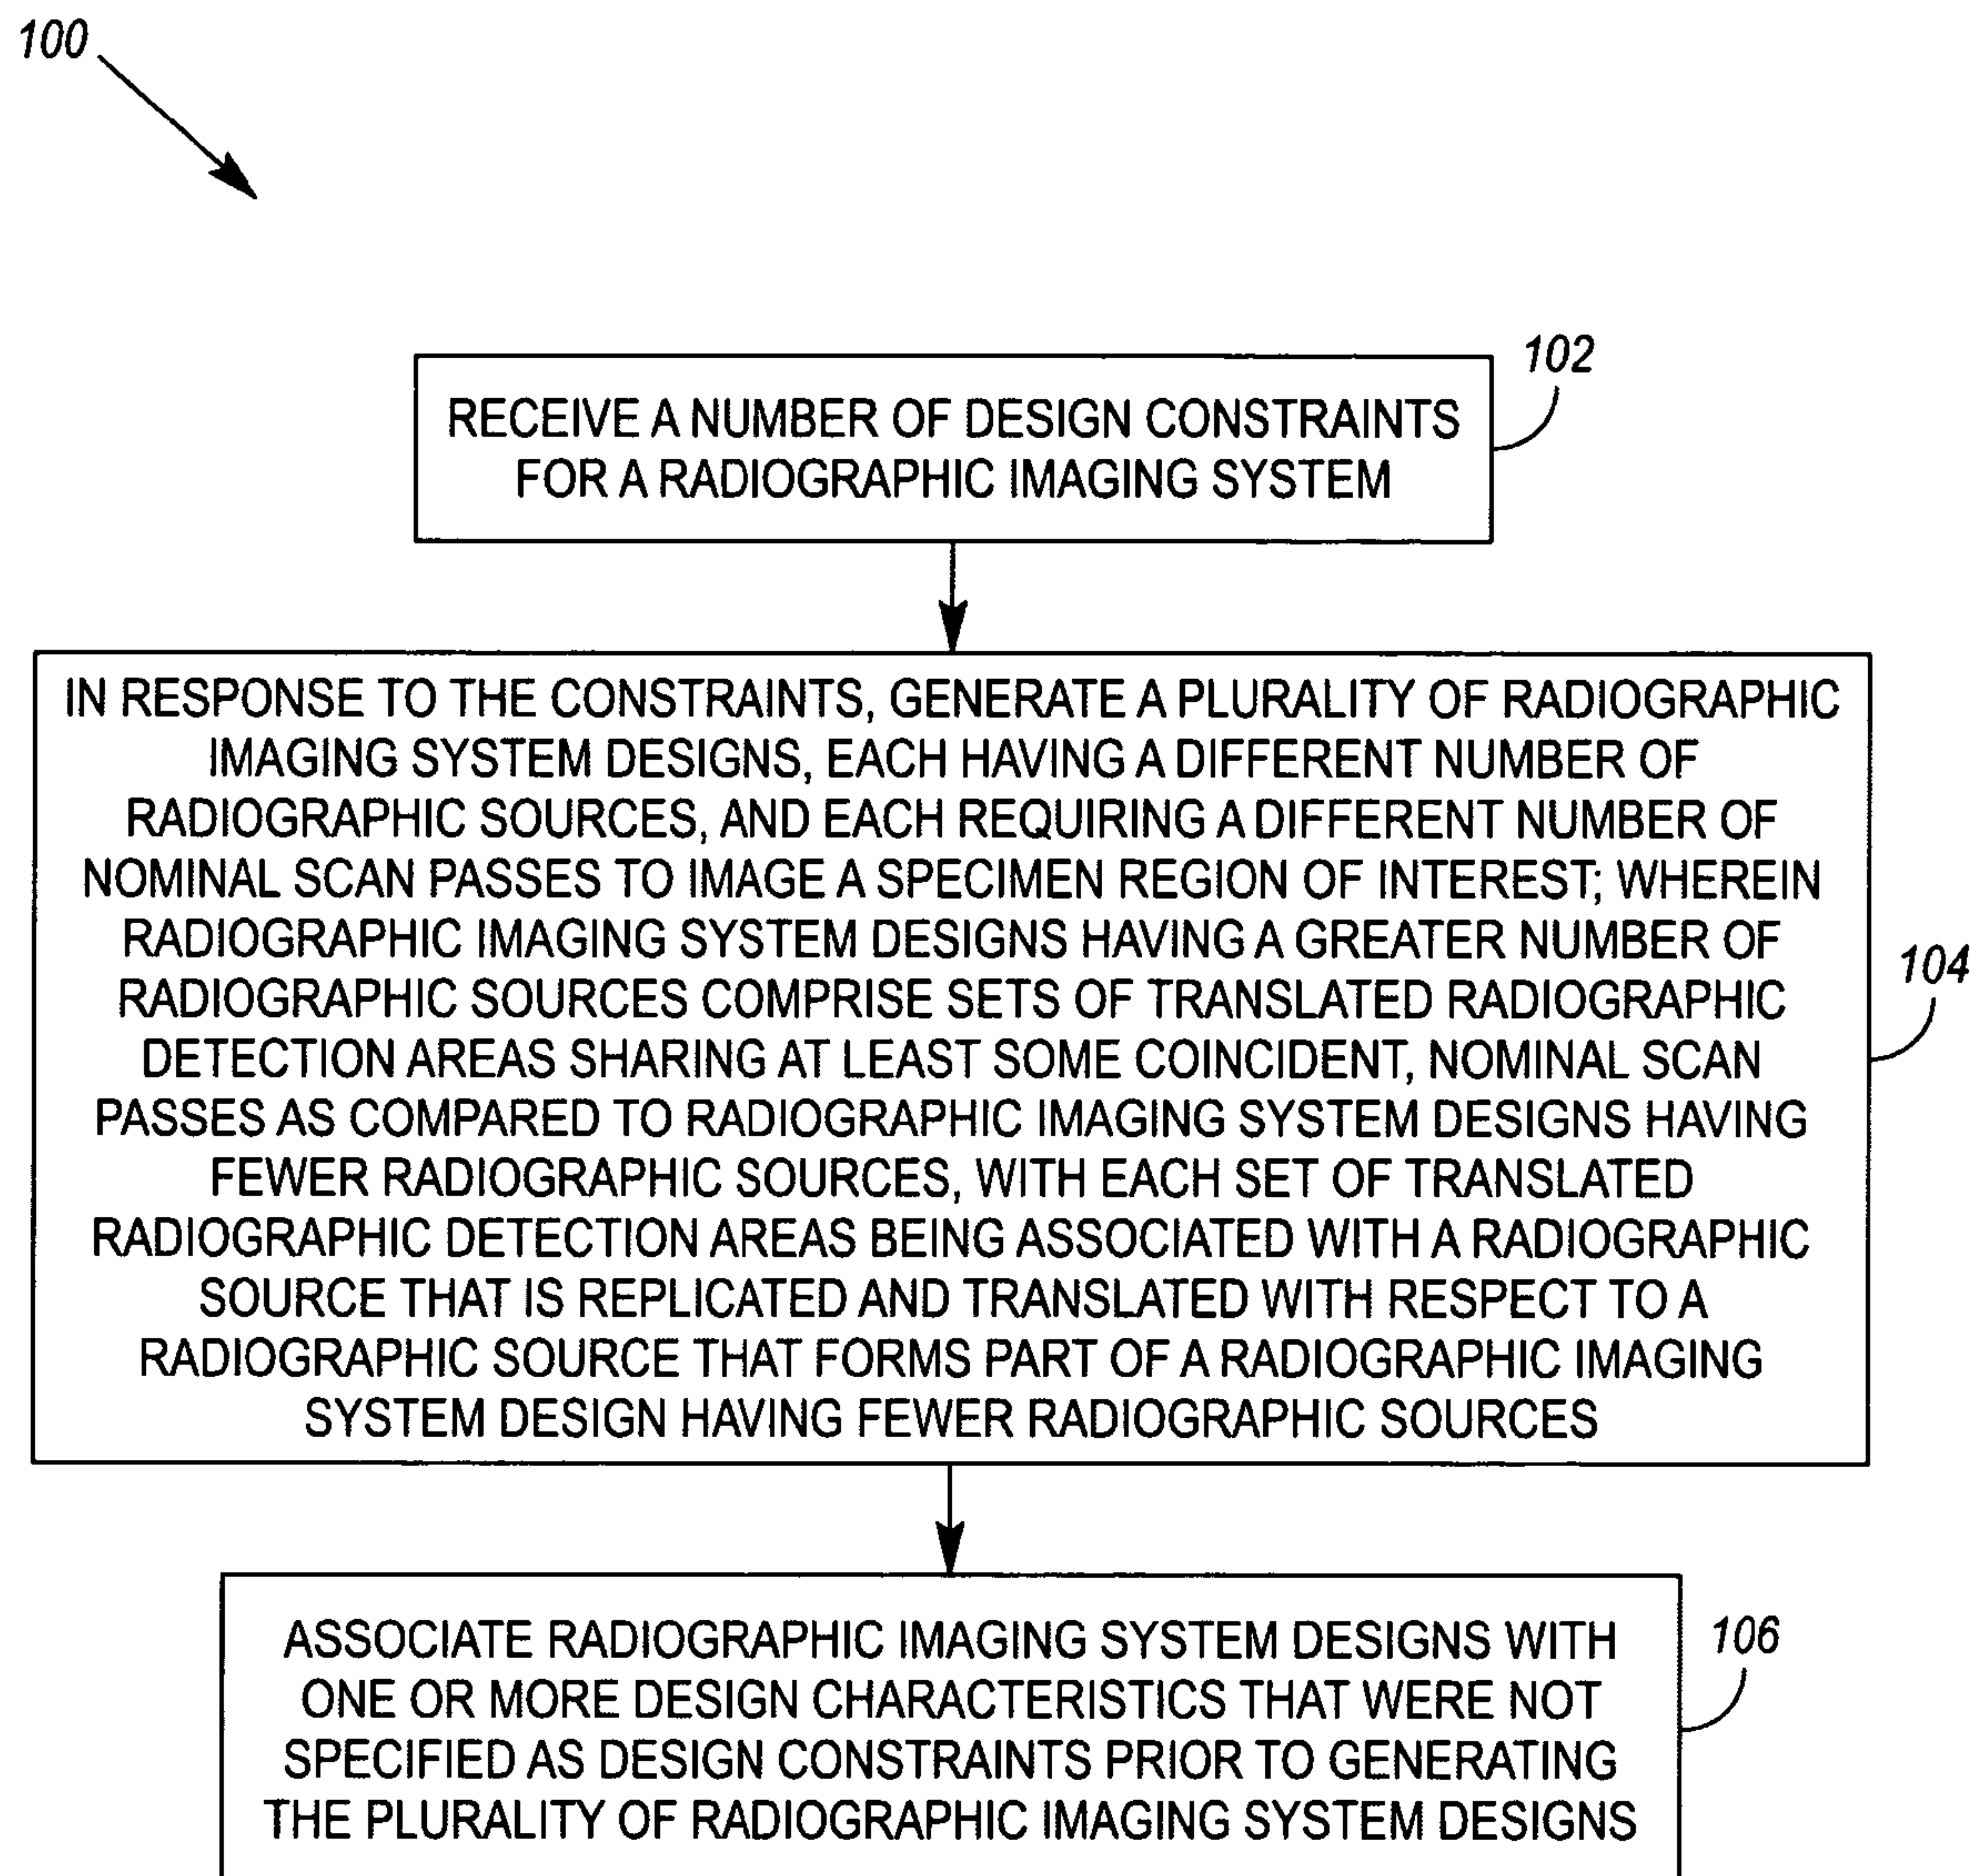 100
102
RECEIVE A NUMBER OF DESIGN CONSTRAINTS
FOR A RADIOGRAPHIC IMAGING SYSTEM
IN RESPONSE TO THE CONSTRAINTS, GENERATE A PLURALITY OF RADIOGRAPHIC
IMAGING SYSTEM DESIGNS, EACH HAVING A DIFFERENT NUMBER OF
RADIOGRAPHIC SOURCES, AND EACH REQUIRING A DIFFERENT NUMBER OF
NOMINAL SCAN PASSES TO IMAGE A SPECIMEN REGION OF INTEREST; WHEREIN
RADIOGRAPHIC IMAGING SYSTEM DESIGNS HAVING A GREATER NUMBER OF
RADIOGRAPHIC SOURCES COMPRISE SETS OF TRANSLATED RADIOGRAPHIC
DETECTION AREAS SHARING AT LEAST SOME COINCIDENT, NOMINAL SCAN
PASSES AS COMPARED TO RADIOGRAPHIC IMAGING SYSTEM DESIGNS HAVING
FEWER RADIOGRAPHIC SOURCES, WITH EACH SET OF TRANSLATED
RADIOGRAPHIC DETECTION AREAS BEING ASSOCIATED WITH A RADIOGRAPHIC
SOURCE THAT IS REPLICATED AND TRANSLATED WITH RESPECT TO A
RADIOGRAPHIC SOURCE THAT FORMS PART OF A RADIOGRAPHIC IMAGING
SYSTEM DESIGN HAVING FEWER RADIOGRAPHIC SOURCES
104
ASSOCIATE RADIOGRAPHIC IMAGING SYSTEM DESIGNS WITH
ONE OR MORE DESIGN CHARACTERISTICS THAT WERE NOT
SPECIFIED AS DESIGN CONSTRAINTS PRIOR TO GENERATING
THE PLURALITY OF RADIOGRAPHIC IMAGING SYSTEM DESIGNS
106